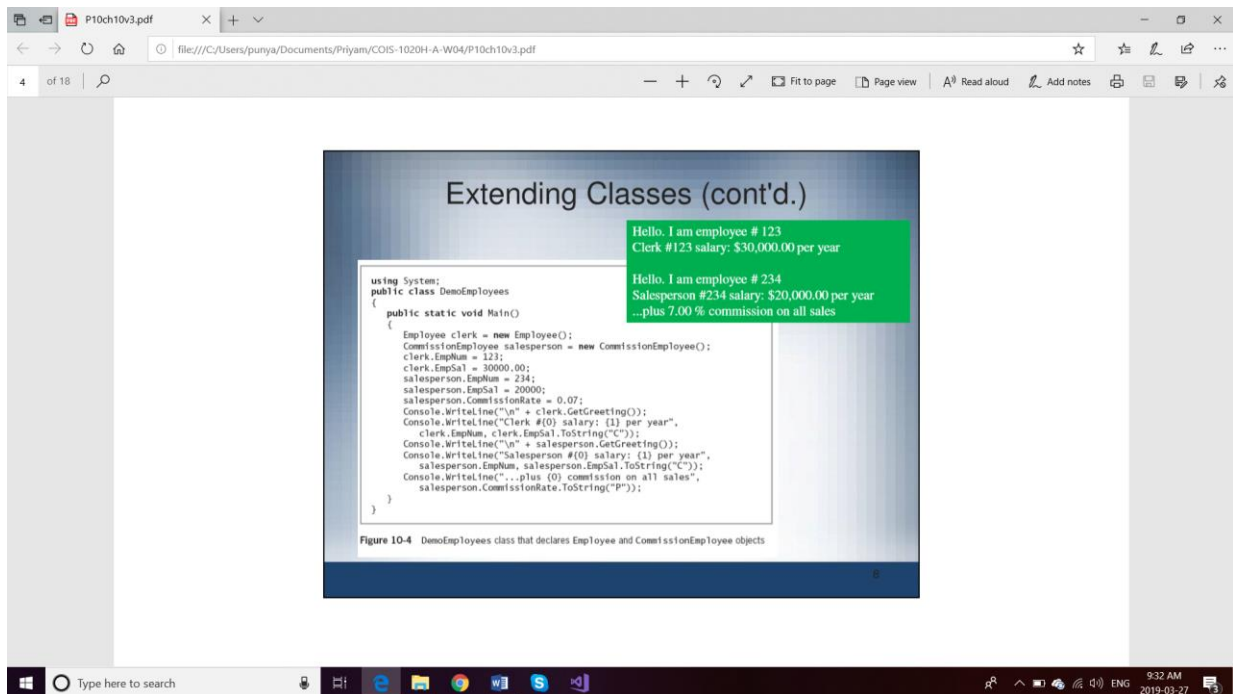 P10ch10v3.pdf
file:///C:/Users/punya/Documents/Priyam/COIS-1020H-A-W04/P10ch10v3.pdf
4 of 18
Fit to page
Page view
Read aloud
Add notes
Extending Classes (cont'd.)
Hello. I am employee # 123
Clerk #123 salary: $30,000.00 per year
Hello. I am employee # 234
Salesperson #234 salary: $20,000.00 per year
...plus 7.00 % commission on all sales
using System;
public class DemoEmployees
{
public static void Main()
{
Employee clerk = new Employee();
CommissionEmployee salesperson = new CommissionEmployee();
clerk.EmpNum = 123;
clerk.EmpSal = 30000.00;
salesperson.EmpNum = 234;
salesperson.EmpSal = 20000;
salesperson.CommissionRate = 0.07;
Console.WriteLine("\n" + clerk.GetGreeting());
Console.WriteLine("Clerk #{0} salary: {1} per year",
clerk.EmpNum, clerk.EmpSal.ToString("C"));
Console.WriteLine("\n" + salesperson.GetGreeting());
Console.WriteLine("Salesperson #{0} salary: {1} per year",
salesperson.EmpNum, salesperson.EmpSal.ToString("C"));
Console.WriteLine("...plus {0} commission on all sales",
salesperson.CommissionRate.ToString("P"));
}
}
Figure 10-4 DemoEmployees class that declares Employee and CommissionEmployee objects
8
Type here to search
ENG
9:32 AM
2019-03-27